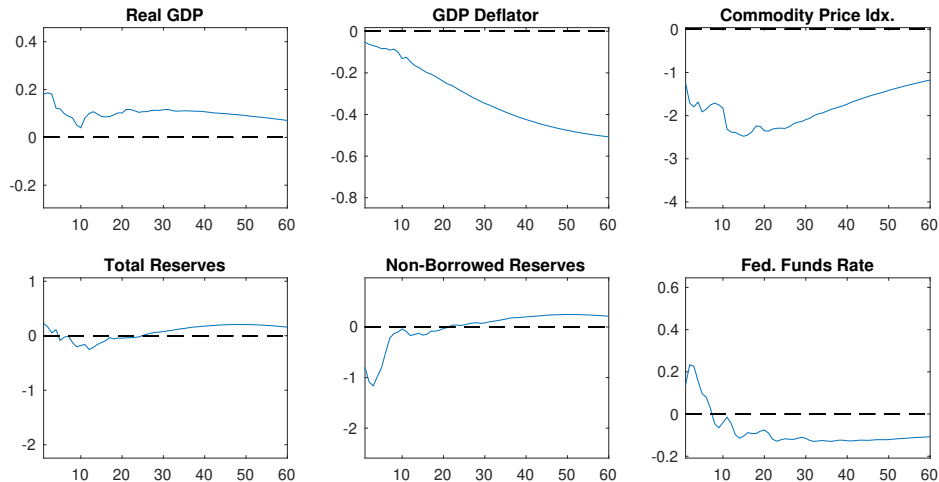 Real GDP
0.4
0.2
0
-0.2
10 20 30 40 50 60
GDP Deflator
0
-0.2
-0.4
-0.6
-0.8
10 20 30 40 50 60
Commodity Price Idx.
0
-1
-2
-3
-4
10 20 30 40 50 60
Total Reserves
1
0
-1
-2
10 20 30 40 50 60
Non-Borrowed Reserves
0
-1
-2
10 20 30 40 50 60
Fed. Funds Rate
0.6
0.4
0.2
0
-0.2
10 20 30 40 50 60